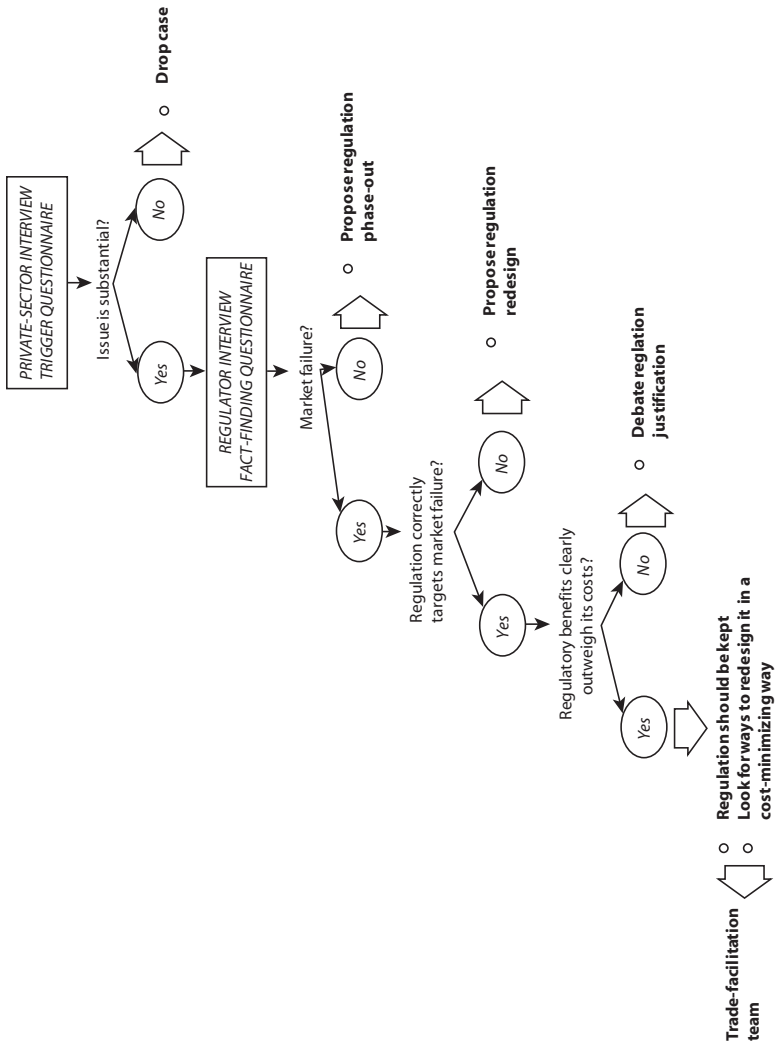 PRIVATE-SECTOR INTERVIEW
TRIGGER QUESTIONNAIRE
Issue is substantial?
Yes
No
Drop case
REGULATOR INTERVIEW
FACT-FINDING QUESTIONNAIRE
Market failure?
Yes
No
Propose regulation
phase-out
Regulation correctly
targets market failure?
Yes
No
Propose regulation
redesign
Regulatory benefits clearly
outweigh its costs?
Yes
No
Debate reglation
justification
Regulation should be kept
Look for ways to redesign it in a
cost-minimizing way
Trade-facilitation
team